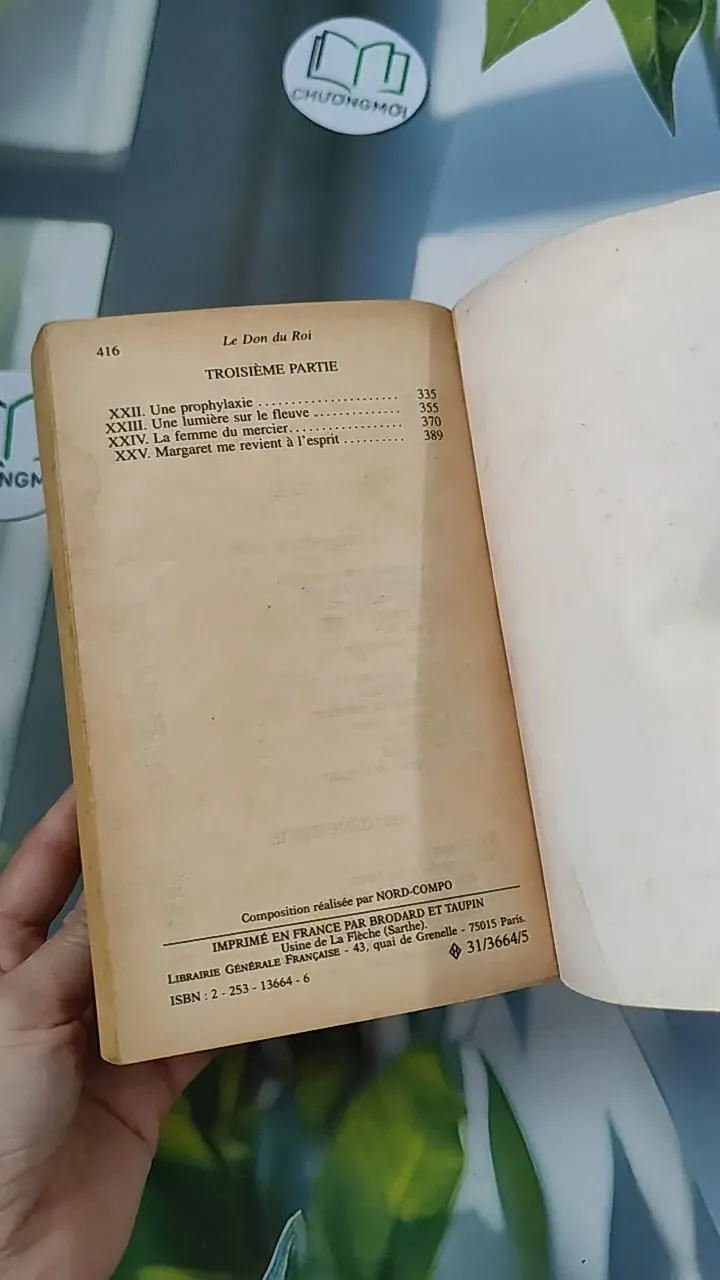 CHƯƠNGMỚI
416 Le Don du Roi
TROISIÈME PARTIE
XXII. Une prophylaxie ...................... 335
XXIII. Une lumière sur le fleuve .............. 355
XXIV. La femme du mercier.................. 370
XXV. Margaret me revient à l'esprit .......... 389
NGM
Composition réalisée par NORD-COMPO
IMPRIMÉ EN FRANCE PAR BRODARD ET TAUPIN
Usine de La Flèche (Sarthe).
LIBRAIRIE GÉNÉRALE FRANÇAISE - 43, quai de Grenelle - 75015 Paris.
ISBN : 2 - 253 - 13664 - 6 31/3664/5